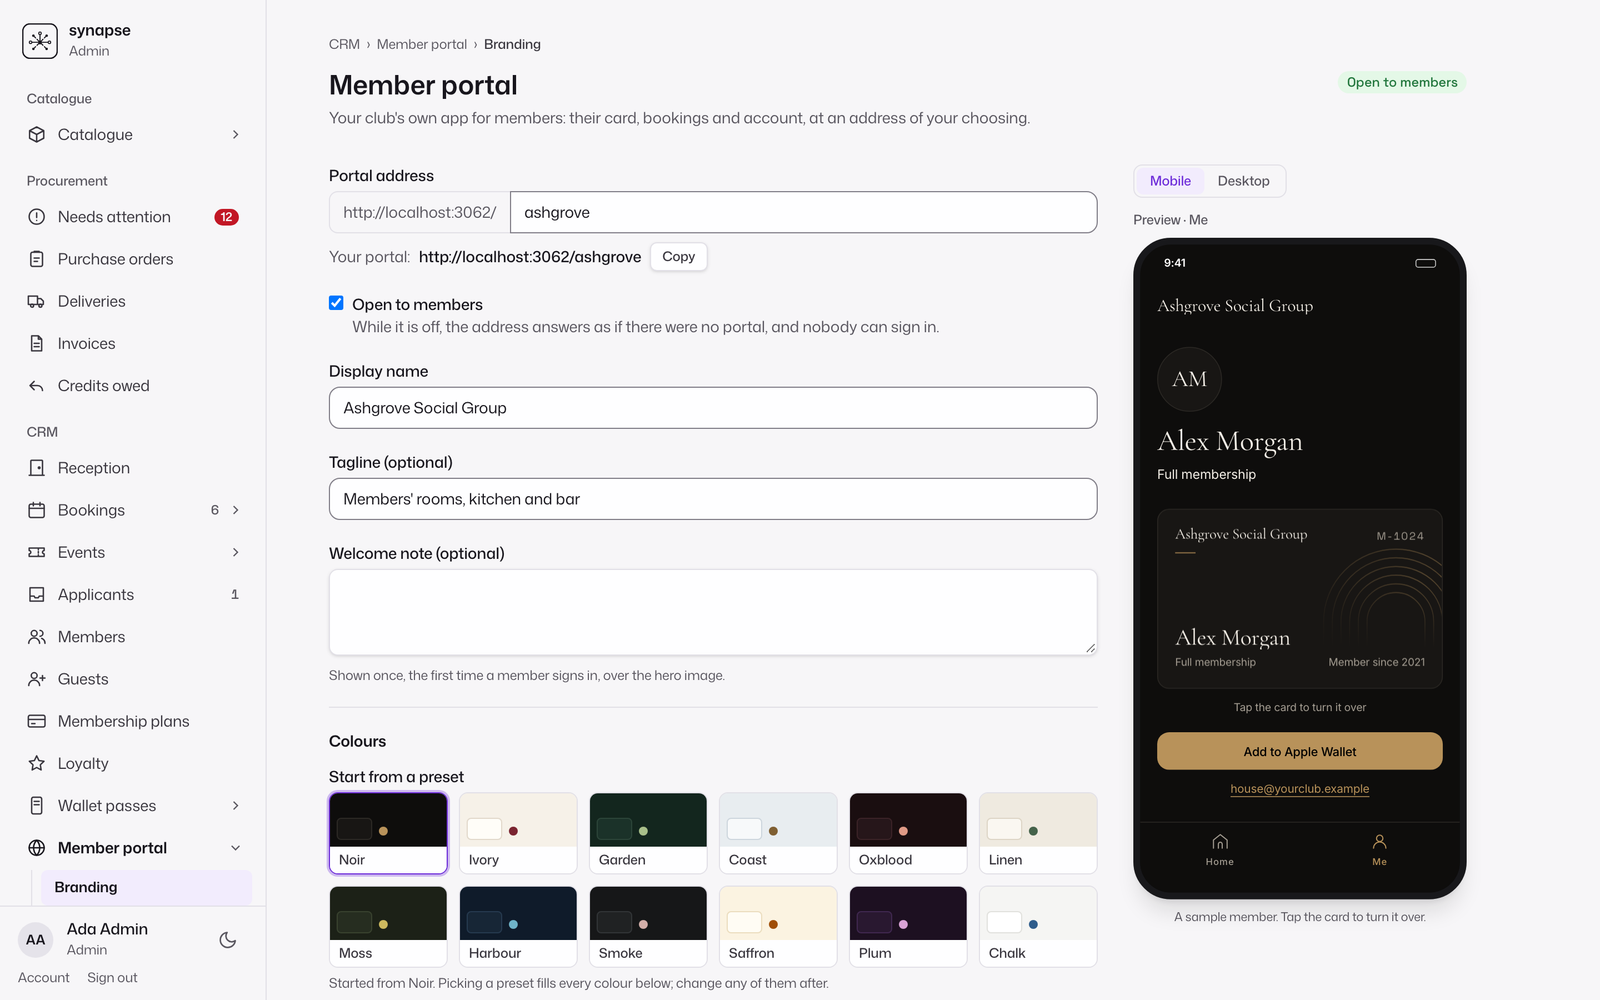 synapse
Admin
Catalogue
Catalogue
Procurement
Needs attention 12
Purchase orders
Deliveries
Invoices
Credits owed
CRM
Reception
Bookings 6
Events
Applicants 1
Members
Guests
Membership plans
Loyalty
Wallet passes
Member portal
Branding
AA
Ada Admin
Admin
Account Sign out
CRM › Member portal › Branding
Member portal
Open to members
Your club's own app for members: their card, bookings and account, at an address of your choosing.
Portal address
http://localhost:3062/ ashgrove
Your portal: http://localhost:3062/ashgrove Copy
Open to members
While it is off, the address answers as if there were no portal, and nobody can sign in.
Display name
Ashgrove Social Group
Tagline (optional)
Members' rooms, kitchen and bar
Welcome note (optional)
Shown once, the first time a member signs in, over the hero image.
Colours
Start from a preset
Noir Ivory Garden Coast Oxblood Linen
Moss Harbour Smoke Saffron Plum Chalk
Started from Noir. Picking a preset fills every colour below; change any of them after.
Mobile Desktop
Preview · Me
9:41
Ashgrove Social Group
AM
Alex Morgan
Full membership
Ashgrove Social Group M-1024
Alex Morgan
Full membership Member since 2021
Tap the card to turn it over
Add to Apple Wallet
house@yourclub.example
Home Me
A sample member. Tap the card to turn it over.